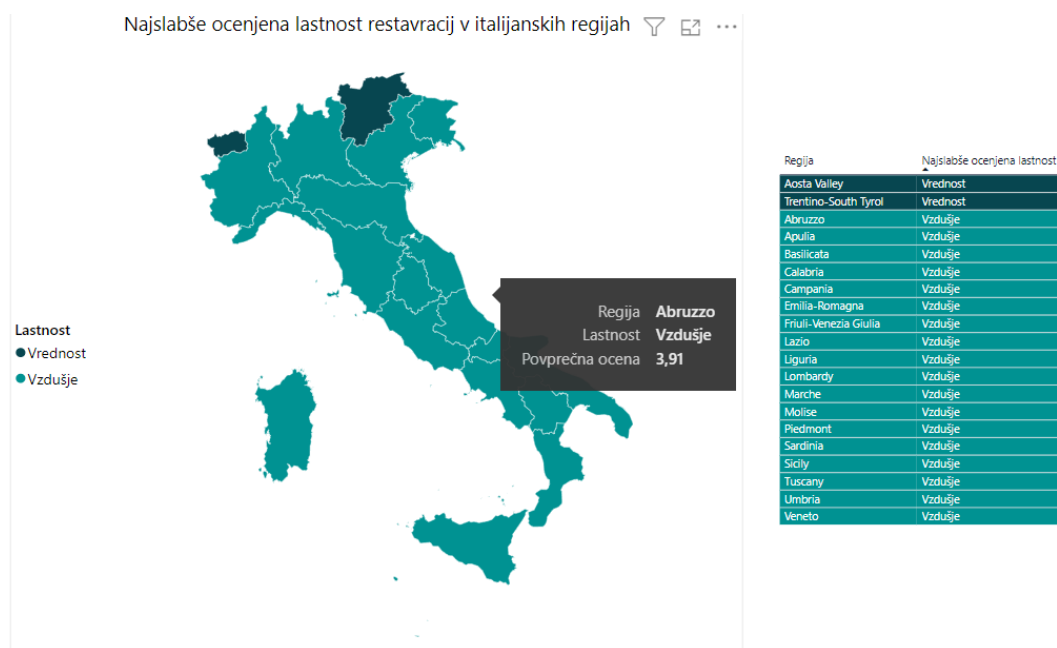 Najslabše ocenjena lastnost restavracij v italijanskih regijah
Lastnost
Vrednost
Vzdušje
Regija Abruzzo
Lastnost Vzdušje
Povprečna ocena 3,91
Regija Najslabše ocenjena lastnost
Aosta Valley Vrednost
Trentino-South Tyrol Vrednost
Abruzzo Vzdušje
Apulia Vzdušje
Basilicata Vzdušje
Calabria Vzdušje
Campania Vzdušje
Emilia-Romagna Vzdušje
Friuli-Venezia Giulia Vzdušje
Lazio Vzdušje
Liguria Vzdušje
Lombardy Vzdušje
Marche Vzdušje
Molise Vzdušje
Piedmont Vzdušje
Sardinia Vzdušje
Sicily Vzdušje
Tuscany Vzdušje
Umbria Vzdušje
Veneto Vzdušje